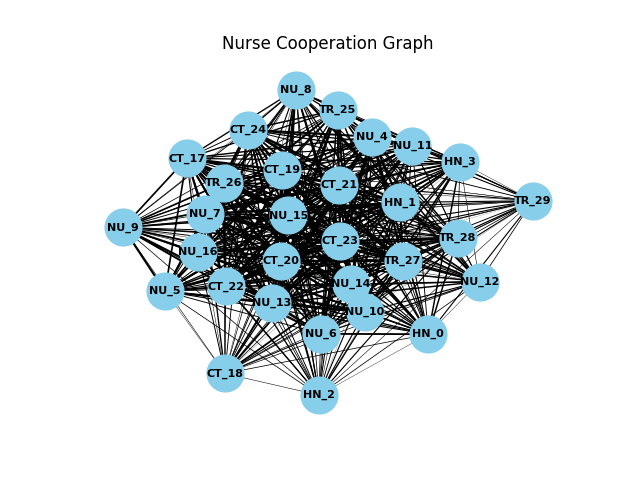 Nurse Cooperation Graph
NU_8
TR_25
CT_24
NU_4
NU_11
CT_17
HN_3
CT_19
TR_26
CT_21
TR_29
HN_1
NU_7
NU_15
NU_9
TR_28
CT_23
NU_16
CT_20
TR_27
NU_12
NU_14
CT_22
NU_5
NU_13
NU_10
NU_6
HN_0
CT_18
HN_2